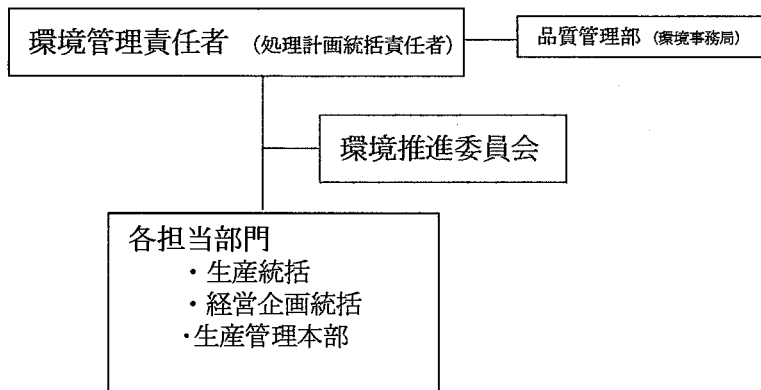 環境管理責任者 (処理計画統括責任者)
品質管理部 (環境事務局)
環境推進委員会
各担当部門
・生産統括
・経営企画統括
・生産管理本部